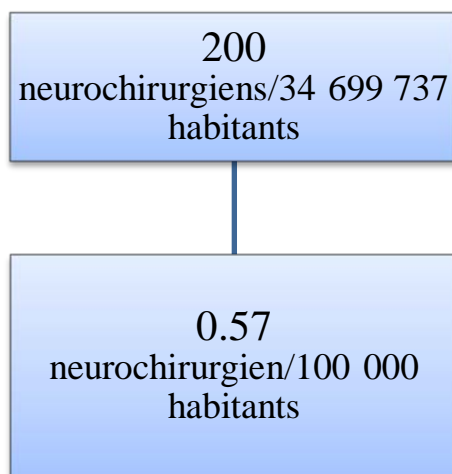 200
neurochirurgiens/34 699 737
habitants
0.57
neurochirurgien/100 000
habitants